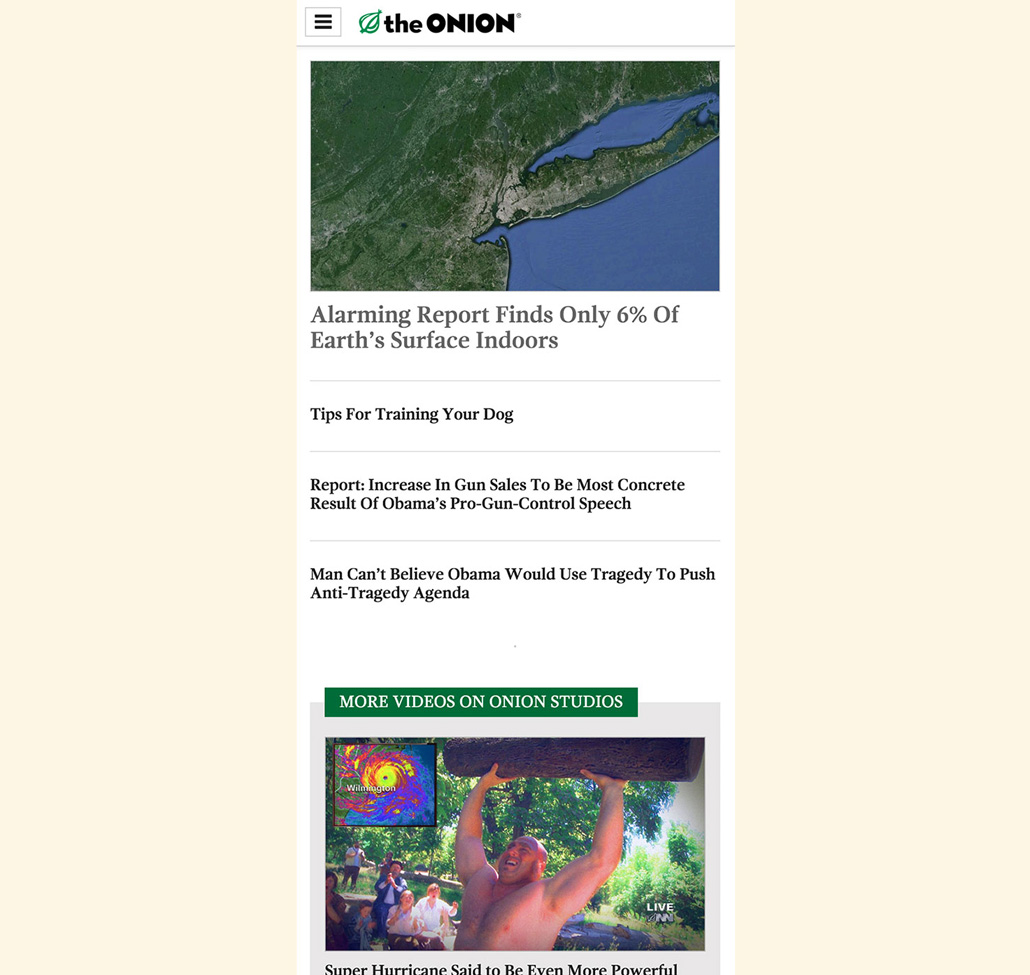 the ONION®
Alarming Report Finds Only 6% Of
Earth’s Surface Indoors
Tips For Training Your Dog
Report: Increase In Gun Sales To Be Most Concrete
Result Of Obama’s Pro-Gun-Control Speech
Man Can’t Believe Obama Would Use Tragedy To Push
Anti-Tragedy Agenda
MORE VIDEOS ON ONION STUDIOS
Wilmington
LIVE
ONN
Super Hurricane Said to Be Even More Powerful